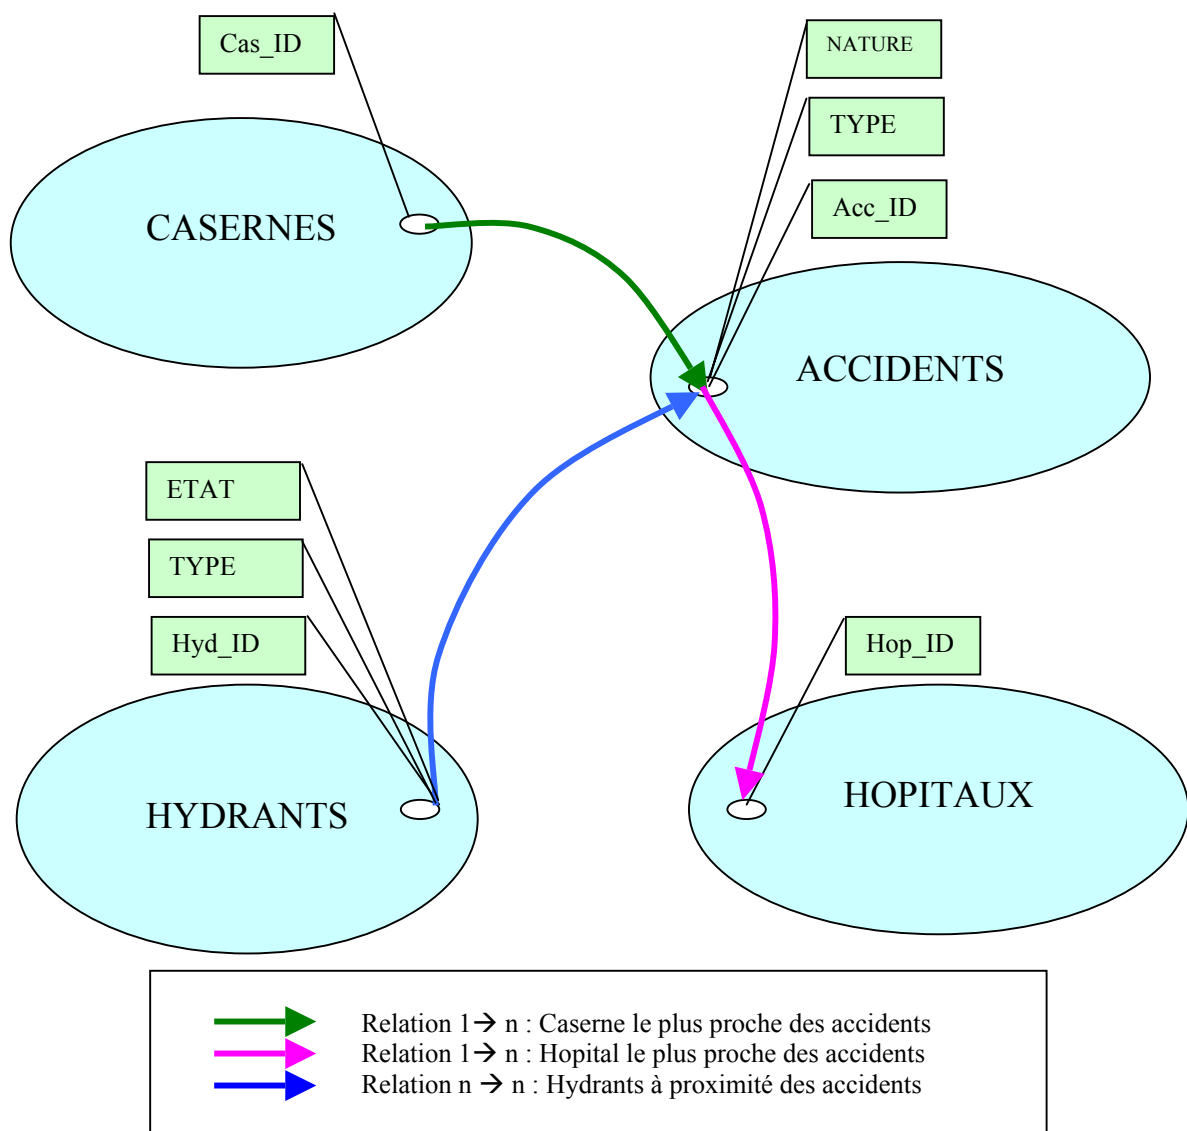 Cas_ID
NATURE
TYPE
Acc_ID
CASERNES
ACCIDENTS
ETAT
TYPE
Hyd_ID
Hop_ID
HYDRANTS
HOPITAUX
Relation 1→ n : Caserne le plus proche des accidents
Relation 1→ n : Hopital le plus proche des accidents
Relation n → n : Hydrants à proximité des accidents